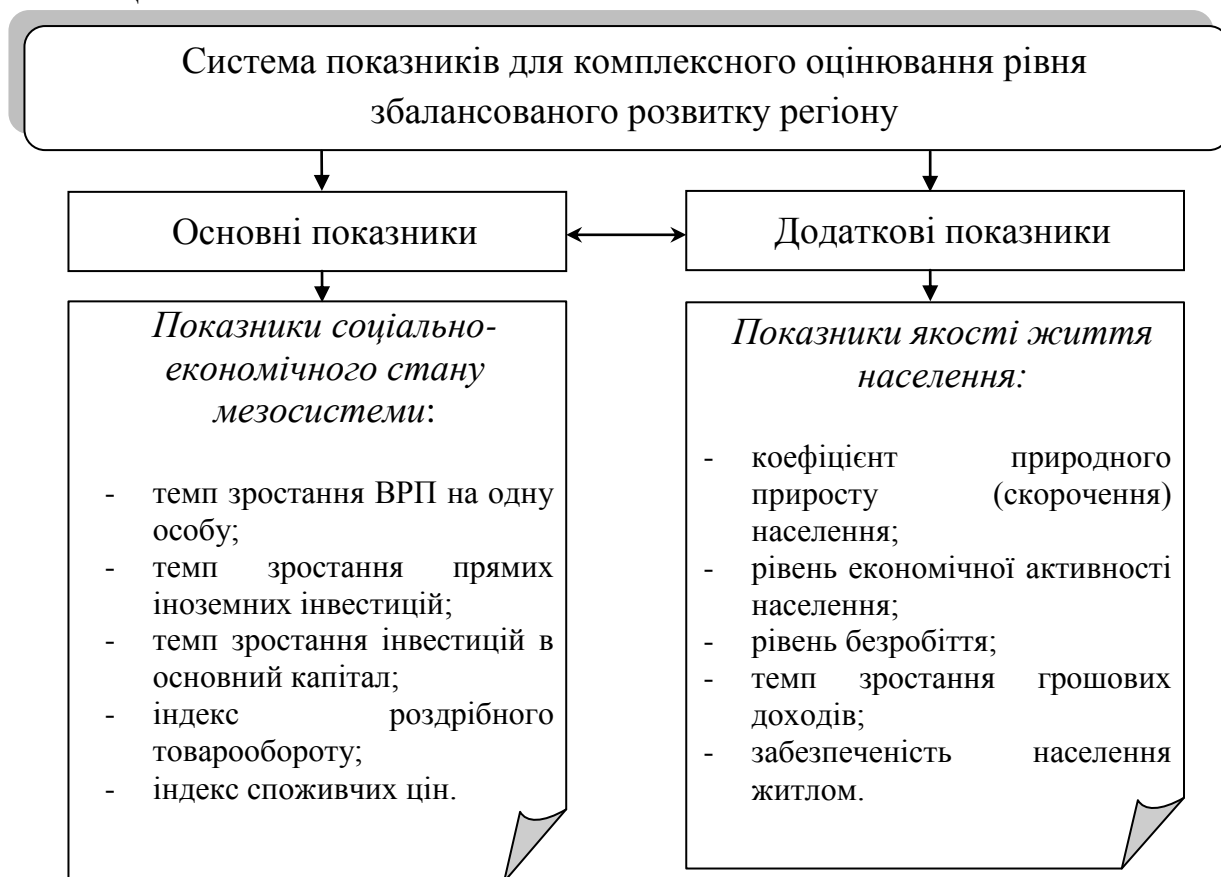 Система показників для комплексного оцінювання рівня
збалансованого розвитку регіону
Основні показники
Додаткові показники
Показники соціально-
економічного стану
мезосистеми:
- темп зростання ВРП на одну
особу;
- темп зростання прямих
іноземних інвестицій;
- темп зростання інвестицій в
основний капітал;
- індекс роздрібного
товарообороту;
- індекс споживчих цін.
Показники якості життя
населення:
- коефіцієнт природного
приросту (скорочення)
населення;
- рівень економічної активності
населення;
- рівень безробіття;
- темп зростання грошових
доходів;
- забезпеченість населення
житлом.